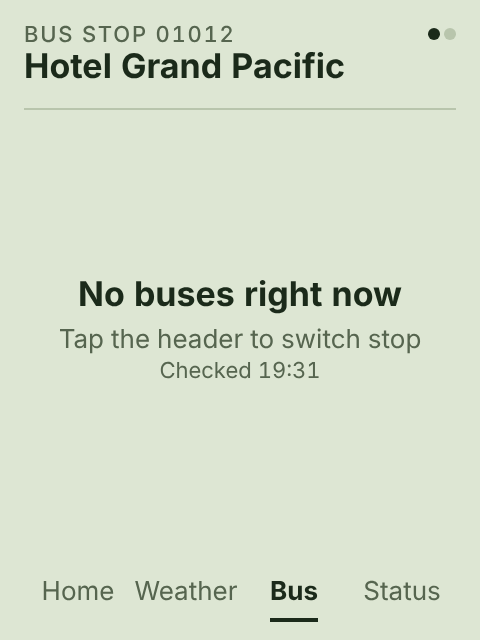 BUS STOP 01012
Hotel Grand Pacific
No buses right now
Tap the header to switch stop
Checked 19:31
Home Weather Bus Status